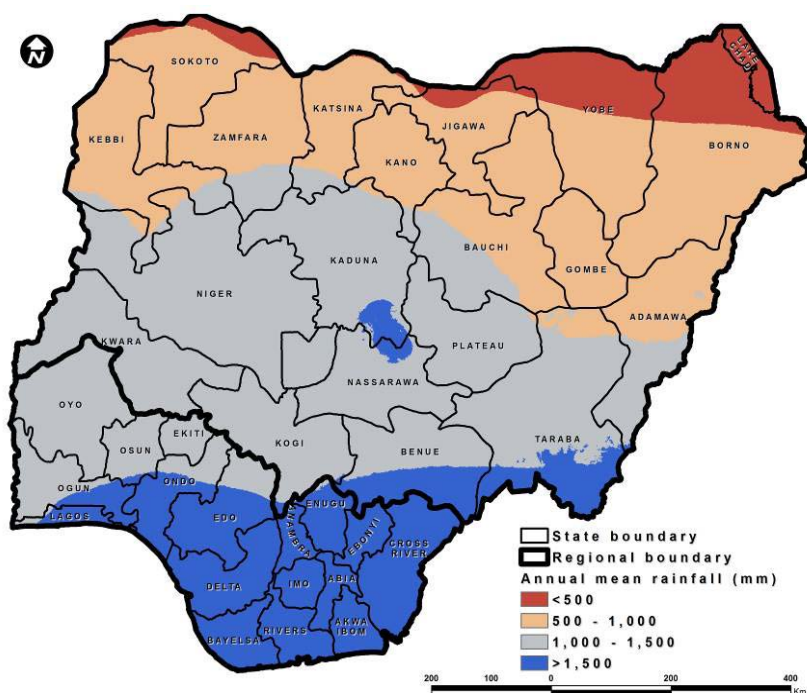 N
LAKE
CHAD
SOKOTO
YOBE
KATSINA
JIGAWA
ZAMFARA
KEBBI
BORNO
KANO
BAUCHI
KADUNA
GOMBE
NIGER
ADAMAWA
KWARA
PLATEAU
NASSARAWA
OYO
EKITI
KOGI
BENUE
TARABA
OSUN
ONDO
OGUN
LAGOS
EDO
ENUGU
ANAMBRA
EBONYI
CROSS
RIVER
DELTA
IMO
ABIA
AKWA
IBOM
BAYELSA
RIVERS
State boundary
Regional boundary
Annual mean rainfall (mm)
<500
500 - 1,000
1,000 - 1,500
>1,500
200 100 0 200 400
Km